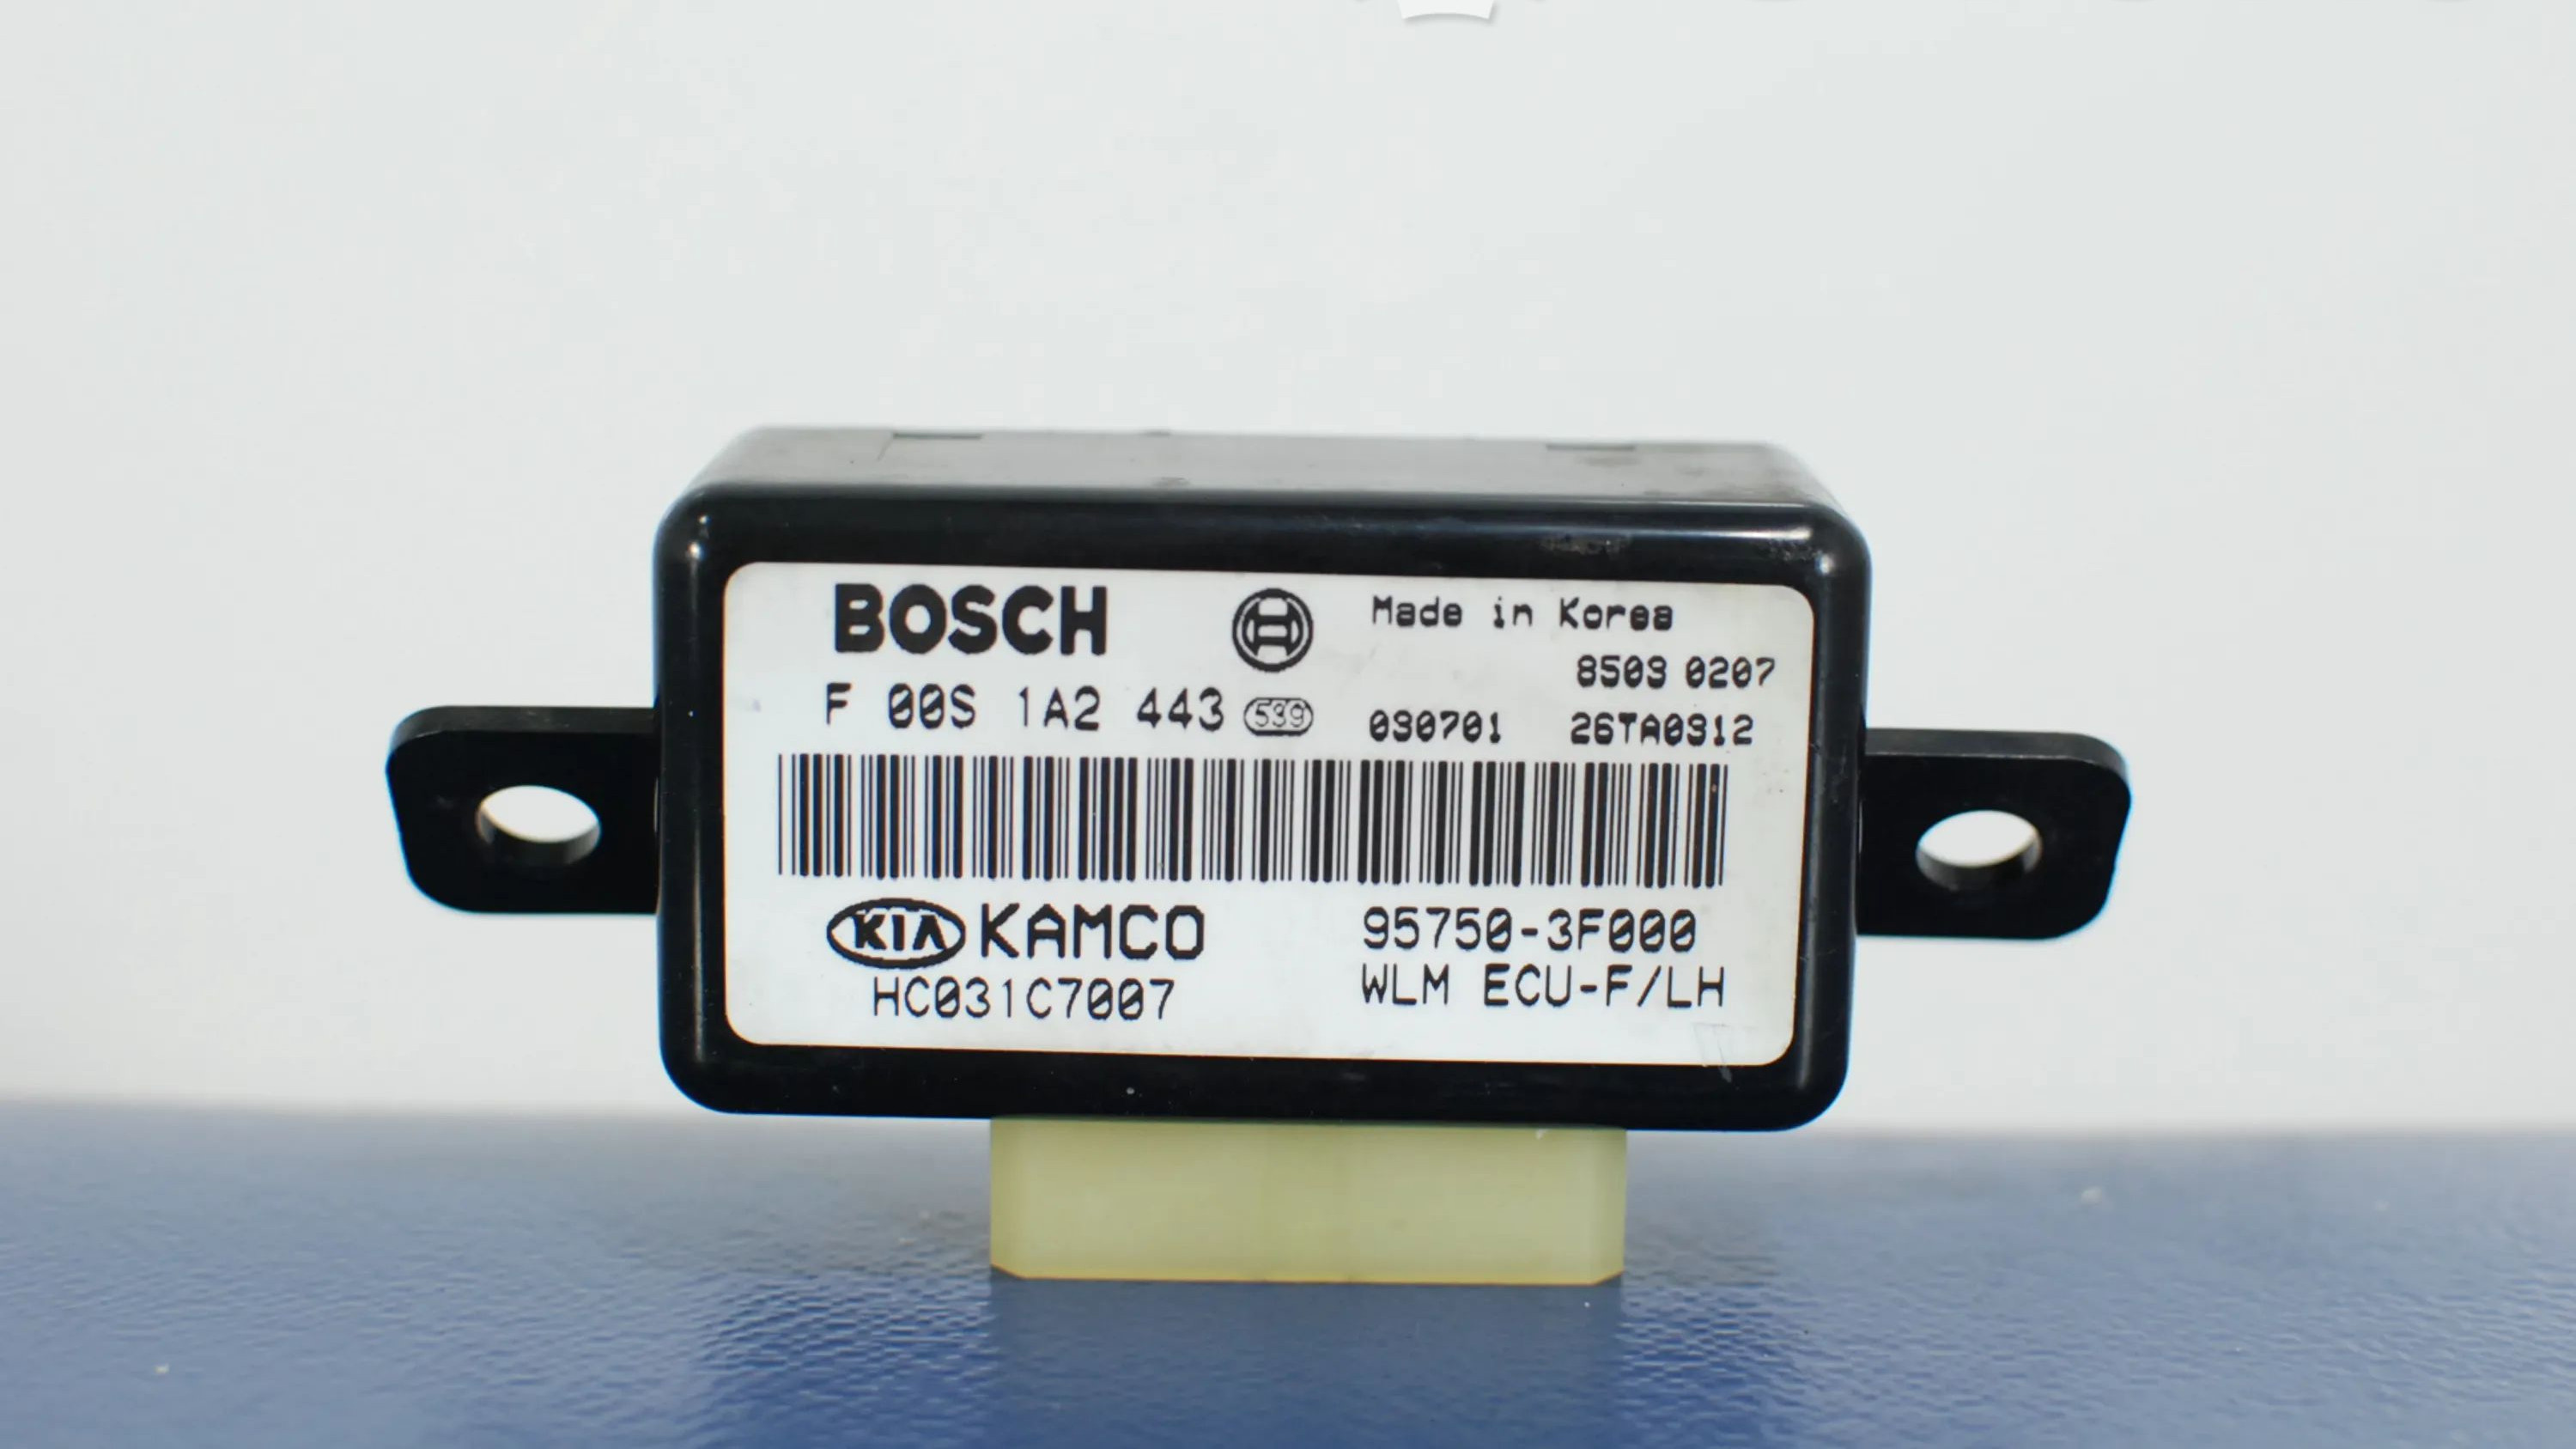 BOSCH
Made in Korea
8503 0207
F 00S 1A2 443 539 030701 26TA0312
KIA KAMCO 95750-3F000
HC031C7007 WLM ECU-F/LH